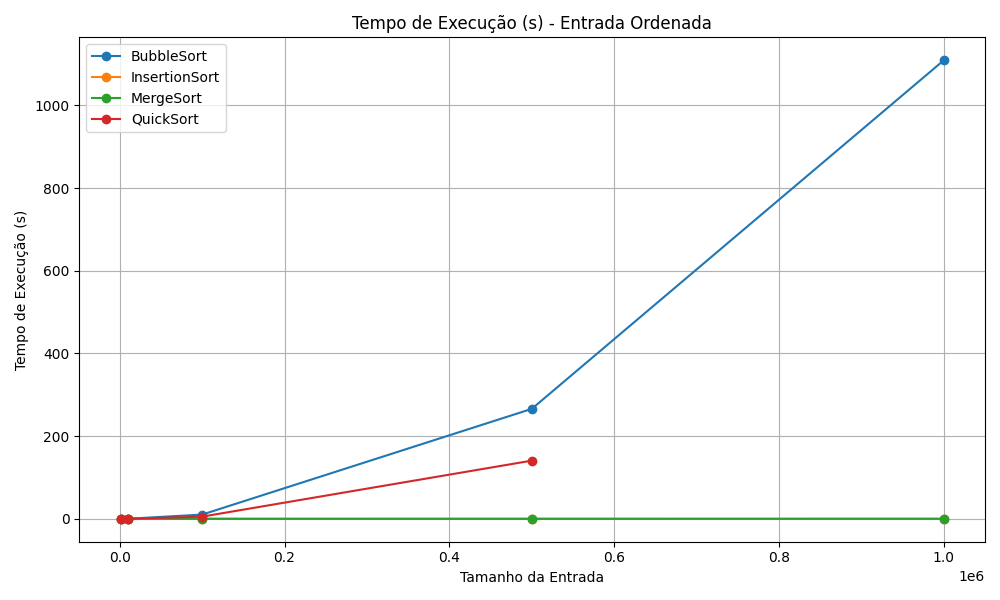 Tempo de Execução (s) - Entrada Ordenada
BubbleSort
InsertionSort
MergeSort
QuickSort
Tempo de Execução (s)
1000
800
600
400
200
0
0.0 0.2 0.4 0.6 0.8 1.0
1e6
Tamanho da Entrada